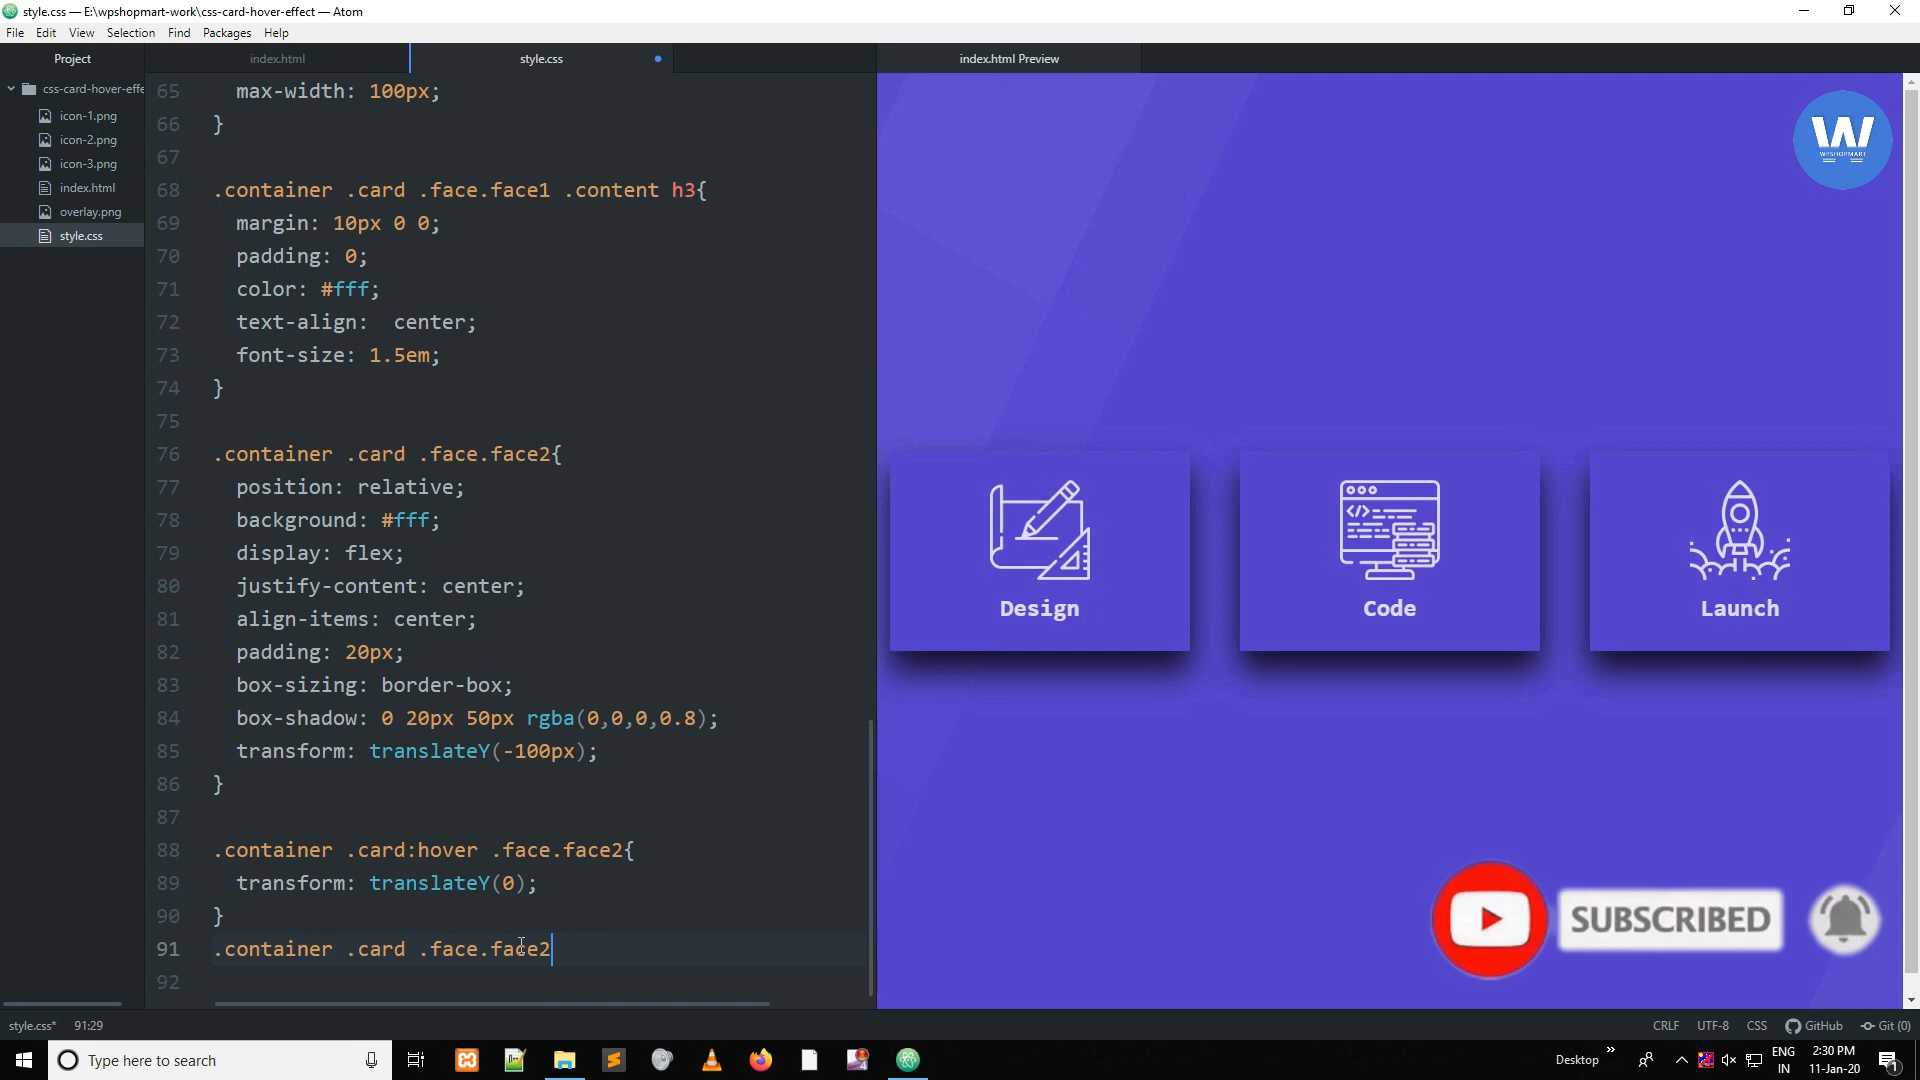 style.css — E:\wpshopmart-work\css-card-hover-effect — Atom
File Edit View Selection Find Packages Help
Project index.html style.css index.html Preview
css-card-hover-effe
icon-1.png
icon-2.png
icon-3.png
index.html
overlay.png
style.css
65 max-width: 100px;
66 }
67
68 .container .card .face.face1 .content h3{
69 margin: 10px 0 0;
70 padding: 0;
71 color: #fff;
72 text-align:  center;
73 font-size: 1.5em;
74 }
75
76 .container .card .face.face2{
77 position: relative;
78 background: #fff;
79 display: flex;
80 justify-content: center;
81 align-items: center;
82 padding: 20px;
83 box-sizing: border-box;
84 box-shadow: 0 20px 50px rgba(0,0,0,0.8);
85 transform: translateY(-100px);
86 }
87
88 .container .card:hover .face.face2{
89 transform: translateY(0);
90 }
91 .container .card .face.face2
92
W
WPSHOPMART
Design
Code
Launch
SUBSCRIBED
style.css* 91:29 CRLF UTF-8 CSS GitHub Git (0)
Type here to search
Desktop
ENG
IN
2:30 PM
11-Jan-20
1